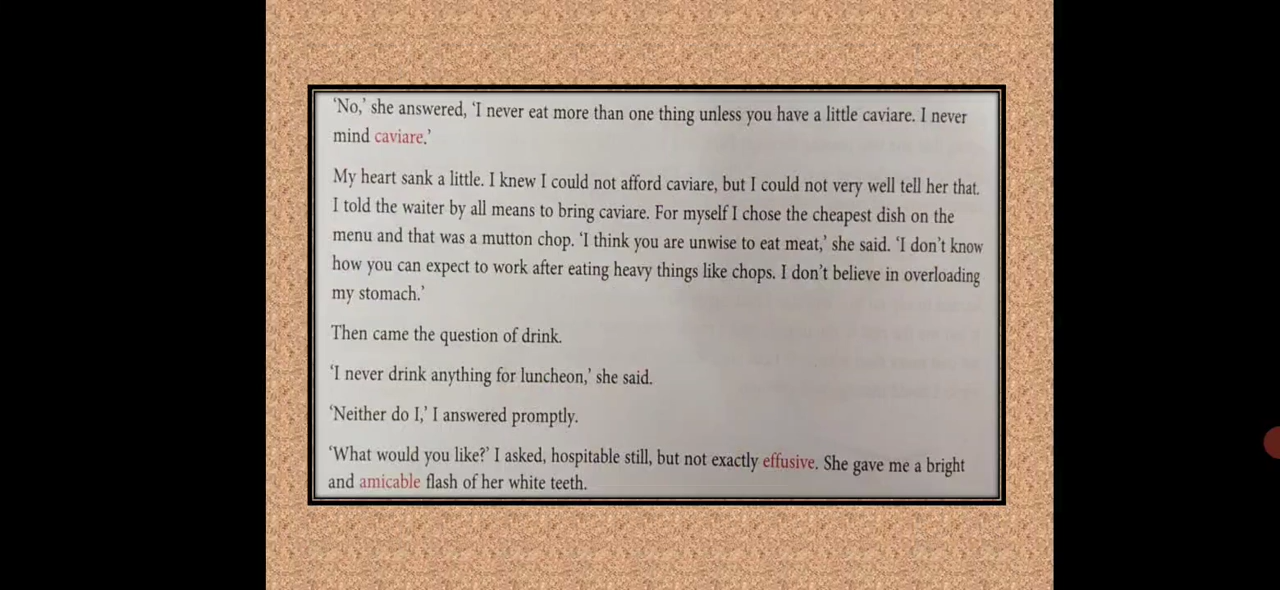 ‘No,’ she answered, ‘I never eat more than one thing unless you have a little caviare. I never
mind caviare.’
My heart sank a little. I knew I could not afford caviare, but I could not very well tell her that.
I told the waiter by all means to bring caviare. For myself I chose the cheapest dish on the
menu and that was a mutton chop. ‘I think you are unwise to eat meat,’ she said. ‘I don’t know
how you can expect to work after eating heavy things like chops. I don’t believe in overloading
my stomach.’
Then came the question of drink.
‘I never drink anything for luncheon,’ she said.
‘Neither do I,’ I answered promptly.
‘What would you like?’ I asked, hospitable still, but not exactly effusive. She gave me a bright
and amicable flash of her white teeth.